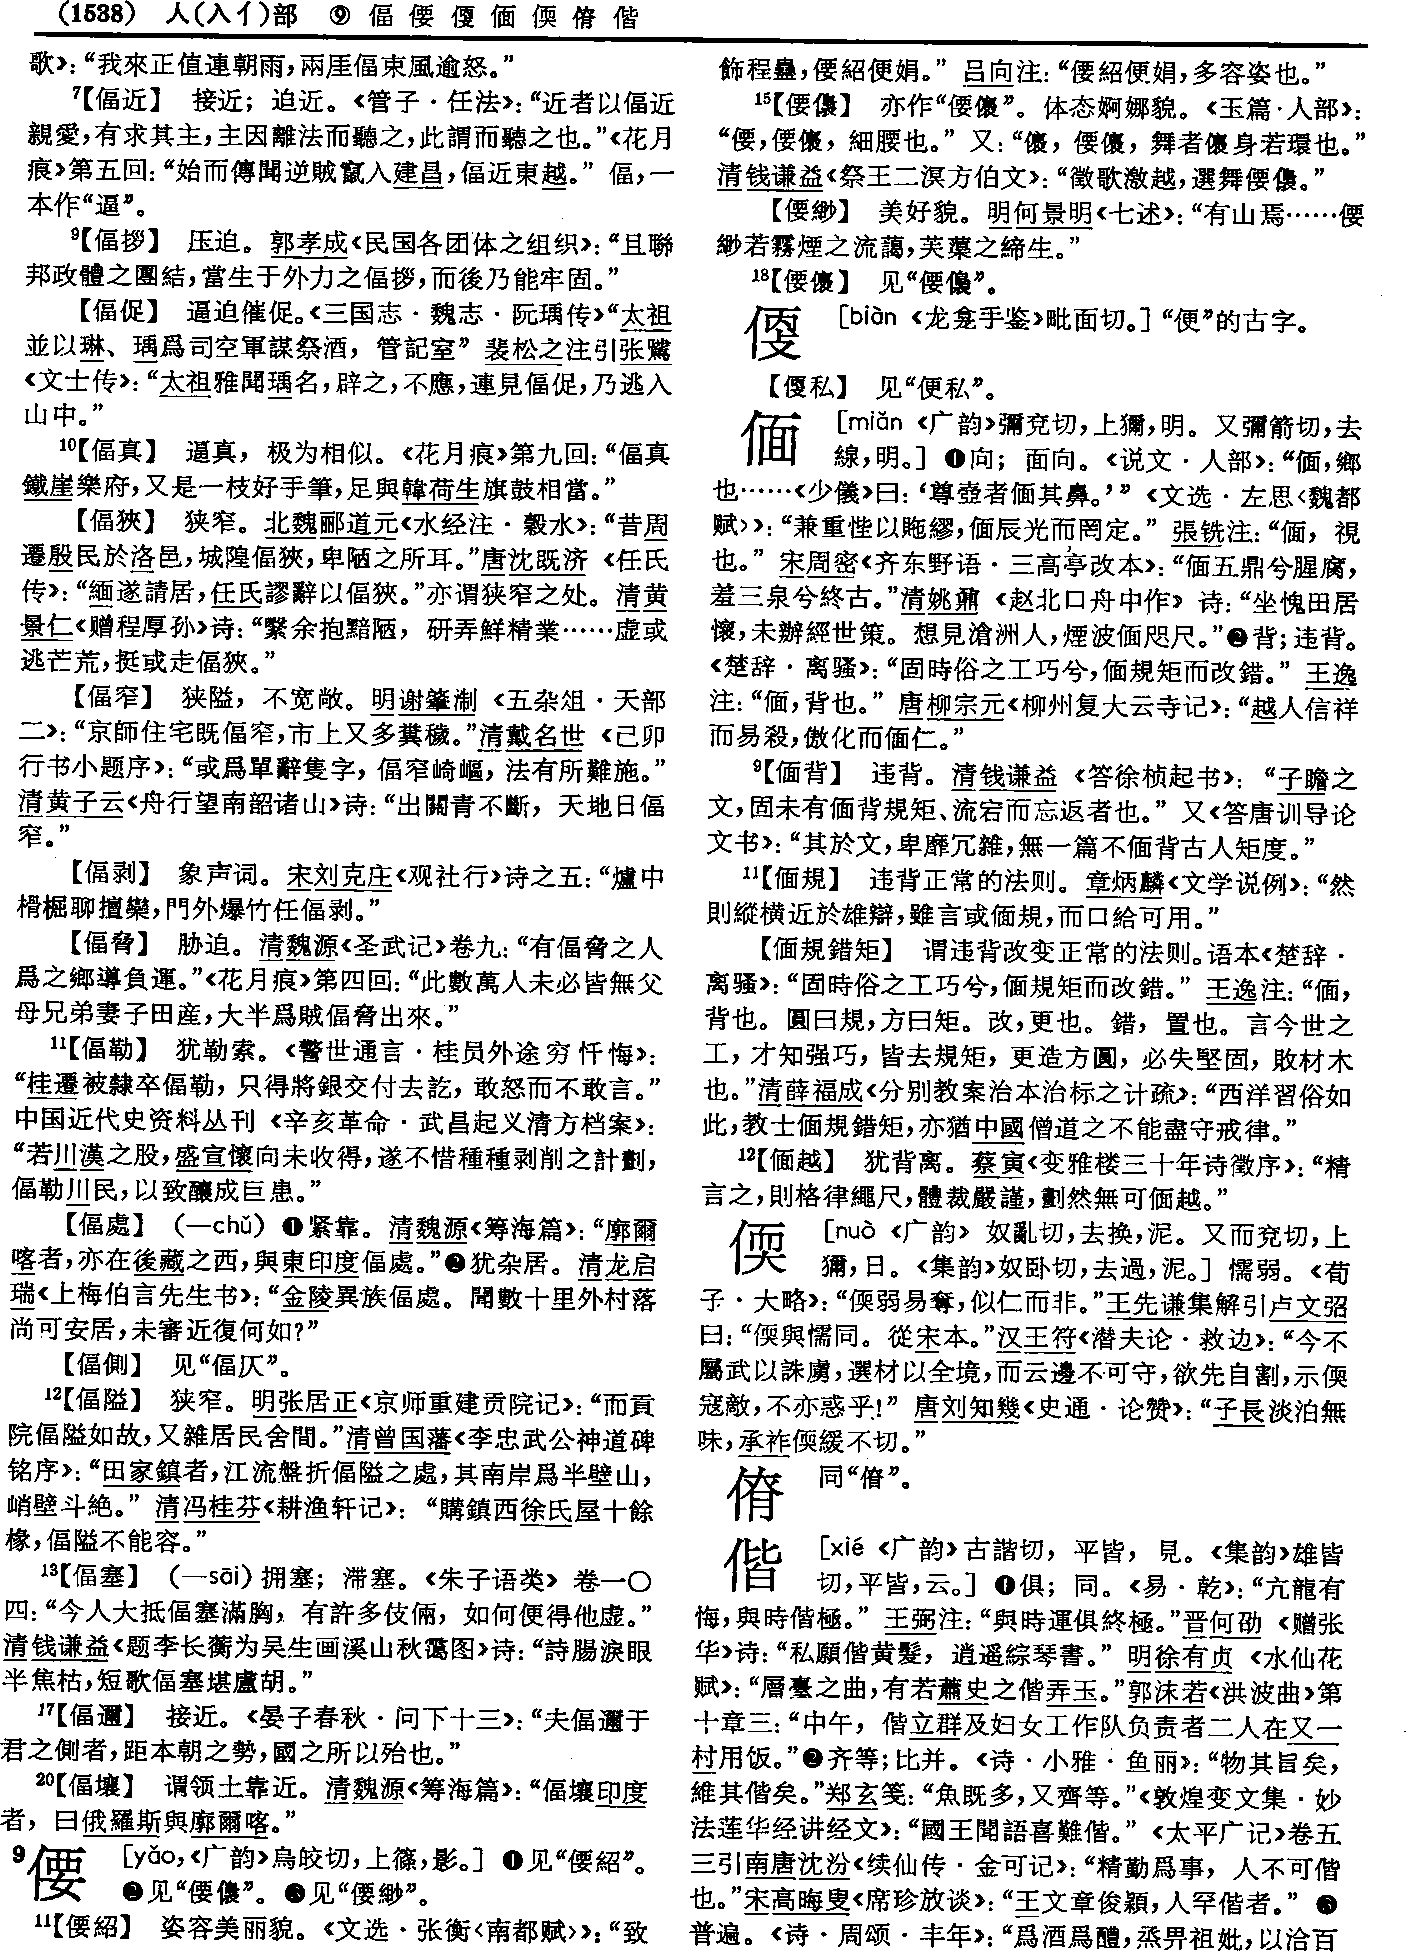 (1538) 人(入亻)部 ⑨ 偪偠㑻偭偄偦偕
歌》：“我來正值連朝雨，兩厓偪束風逾怒。”
⁷【偪近】 接近；迫近。《管子·任法》：“近者以偪近
親愛，有求其主，主因離法而聽之，此謂而聽之也。”《花月
痕》第五回：“始而傳聞逆賊竄入建昌，偪近東越。” 偪，一
本作“逼”。
⁹【偪拶】 压迫。郭孝成《民国各团体之组织》：“且聯
邦政體之團結，當生于外力之偪拶，而後乃能牢固。”
【偪促】 逼迫催促。《三国志·魏志·阮瑀传》“太祖
並以琳、瑀爲司空軍謀祭酒，管記室” 裴松之注引张騭
《文士传》：“太祖雅聞瑀名，辟之，不應，連見偪促，乃逃入
山中。”
¹⁰【偪真】 逼真，极为相似。《花月痕》第九回：“偪真
鐵崖樂府，又是一枝好手筆，足與韓荷生旗鼓相當。”
【偪狹】 狭窄。北魏郦道元《水经注·穀水》：“昔周
遷殷民於洛邑，城隍偪狹，卑陋之所耳。”唐沈既济《任氏
传》：“緬遂請居，任氏謬辭以偪狹。”亦谓狭窄之处。清黄
景仁《赠程厚孙》诗：“繄余抱黯陋，研弄鮮精業……虚或
逃芒荒，挺或走偪狹。”
【偪窄】 狭隘，不宽敞。明谢肇淛《五杂俎·天部
二》：“京師住宅既偪窄，市上又多糞穢。”清戴名世《己卯
行书小题序》：“或爲單辭隻字，偪窄崎嶇，法有所難施。”
清黄子云《舟行望南韶诸山》诗：“出關青不斷，天地日偪
窄。”
【偪剥】 象声词。宋刘克庄《观社行》诗之五：“爐中
榾柮聊擅欒，門外爆竹任偪剥。”
【偪脅】 胁迫。清魏源《圣武记》卷九：“有偪脅之人
爲之鄉導負運。”《花月痕》第四回：“此數萬人未必皆無父
母兄弟妻子田産，大半爲賊偪脅出來。”
¹¹【偪勒】 犹勒索。《警世通言·桂员外途穷忏悔》：
“桂遷被隸卒偪勒，只得將銀交付去訖，敢怒而不敢言。”
中国近代史资料丛刊《辛亥革命·武昌起义清方档案》：
“若川漢之股，盛宣懷向未收得，遂不惜種種剥削之計劃，
偪勒川民，以致釀成巨患。”
【偪處】 （—chǔ）❶紧靠。清魏源《筹海篇》：“廓爾
喀者，亦在後藏之西，與東印度偪處。”❷犹杂居。清龙启
瑞《上梅伯言先生书》：“金陵異族偪處。聞數十里外村落
尚可安居，未審近復何如？”
【偪側】 见“偪仄”。
¹²【偪隘】 狭窄。明张居正《京师重建贡院记》：“而貢
院偪隘如故，又雜居民舍間。”清曾国藩《李忠武公神道碑
铭序》：“田家鎮者，江流盤折偪隘之處，其南岸爲半壁山，
峭壁斗絶。” 清冯桂芬《耕渔轩记》：“購鎮西徐氏屋十餘
椽，偪隘不能容。”
¹³【偪塞】 （—sāi）拥塞；滞塞。《朱子语类》卷一〇
四：“今人大抵偪塞滿胸，有許多伎倆，如何便得他虚。”
清钱谦益《题李长蘅为吴生画溪山秋霭图》诗：“詩腸淚眼
半焦枯，短歌偪塞堪盧胡。”
¹⁷【偪邇】 接近。《晏子春秋·问下十三》：“夫偪邇于
君之側者，距本朝之勢，國之所以殆也。”
²⁰【偪壤】 谓领土靠近。清魏源《筹海篇》：“偪壤印度
者，曰俄羅斯與廓爾喀。”
⁹偠 [yǎo，《广韵》烏皎切，上篠，影。] ❶见“偠紹”。
❷见“偠儾”。❸见“偠緲”。
¹¹【偠紹】 姿容美丽貌。《文选·张衡〈南都赋〉》：“致
飾程蠱，偠紹便娟。” 吕向注：“偠紹便娟，多容姿也。”
¹⁵【偠儾】 亦作“偠㒟”。体态婀娜貌。《玉篇·人部》：
“偠，偠㒟，細腰也。” 又：“㒟，偠㒟，舞者㒟身若環也。”
清钱谦益《祭王二溟方伯文》：“徵歌激越，選舞偠儾。”
【偠緲】 美好貌。明何景明《七述》：“有山焉……偠
緲若霧煙之流藹，芙蕖之締生。”
¹⁸【偠㒟】 见“偠儾”。
㑻 [biàn《龙龛手鉴》毗面切。]“便”的古字。
【㑻私】 见“便私”。
偭 [miǎn《广韵》彌兖切，上獮，明。又彌箭切，去
線，明。] ❶向；面向。《说文·人部》：“偭，鄉
也……《少儀》曰：‘尊壺者偭其鼻。’”《文选·左思〈魏都
赋〉》：“兼重悂以貤繆，偭辰光而罔定。” 張铣注：“偭，視
也。” 宋周密《齐东野语·三高亭改本》：“偭五鼎兮腥腐，
羞三泉兮終古。”清姚鼐《赵北口舟中作》诗：“坐愧田居
懷，未辦經世策。想見滄洲人，煙波偭咫尺。”❷背；违背。
《楚辞·离骚》：“固時俗之工巧兮，偭規矩而改錯。” 王逸
注：“偭，背也。” 唐柳宗元《柳州复大云寺记》：“越人信祥
而易殺，傲化而偭仁。”
⁹【偭背】 违背。清钱谦益《答徐桢起书》：“子瞻之
文，固未有偭背規矩、流宕而忘返者也。” 又《答唐训导论
文书》：“其於文，卑靡冗雜，無一篇不偭背古人矩度。”
¹¹【偭規】 违背正常的法则。章炳麟《文学说例》：“然
則縱横近於雄辯，雖言或偭規，而口給可用。”
【偭規錯矩】 谓违背改变正常的法则。语本《楚辞·
离骚》：“固時俗之工巧兮，偭規矩而改錯。” 王逸注：“偭，
背也。圓曰規，方曰矩。改，更也。錯，置也。言今世之
工，才知强巧，皆去規矩，更造方圓，必失堅固，敗材木
也。”清薛福成《分别教案治本治标之计疏》：“西洋習俗如
此，教士偭規錯矩，亦猶中國僧道之不能盡守戒律。”
¹²【偭越】 犹背离。蔡寅《变雅楼三十年诗徵序》：“精
言之，則格律繩尺，體裁嚴謹，劃然無可偭越。”
偄 [nuò《广韵》奴亂切，去换，泥。又而兖切，上
獮，日。《集韵》奴卧切，去過，泥。] 懦弱。《荀
子·大略》：“偄弱易奪，似仁而非。”王先谦集解引卢文弨
曰：“偄與懦同。從宋本。”汉王符《潜夫论·救边》：“今不
厲武以誅虜，選材以全境，而云邊不可守，欲先自割，示偄
寇敵，不亦惑乎！” 唐刘知幾《史通·论赞》：“子長淡泊無
味，承祚偄緩不切。”
同“㑾”。
偕 [xié《广韵》古諧切，平皆，見。《集韵》雄皆
切，平皆，云。] ❶俱；同。《易·乾》：“亢龍有
悔，與時偕極。” 王弼注：“與時運俱終極。”晋何劭《赠张
华》诗：“私願偕黄髮，逍遥綜琴書。” 明徐有贞《水仙花
赋》：“層臺之曲，有若蕭史之偕弄玉。”郭沫若《洪波曲》第
十章三：“中午，偕立群及妇女工作队负责者二人在又一
村用饭。”❷齐等；比并。《诗·小雅·鱼丽》：“物其旨矣，
維其偕矣。”郑玄笺：“魚既多，又齊等。”《敦煌变文集·妙
法莲华经讲经文》：“國王聞語喜難偕。”《太平广记》卷五
三引南唐沈汾《续仙传·金可记》：“精勤爲事，人不可偕
也。”宋高晦叟《席珍放谈》：“王文章俊穎，人罕偕者。” ❸
普遍。《诗·周颂·丰年》：“爲酒爲醴，烝畀祖妣，以洽百